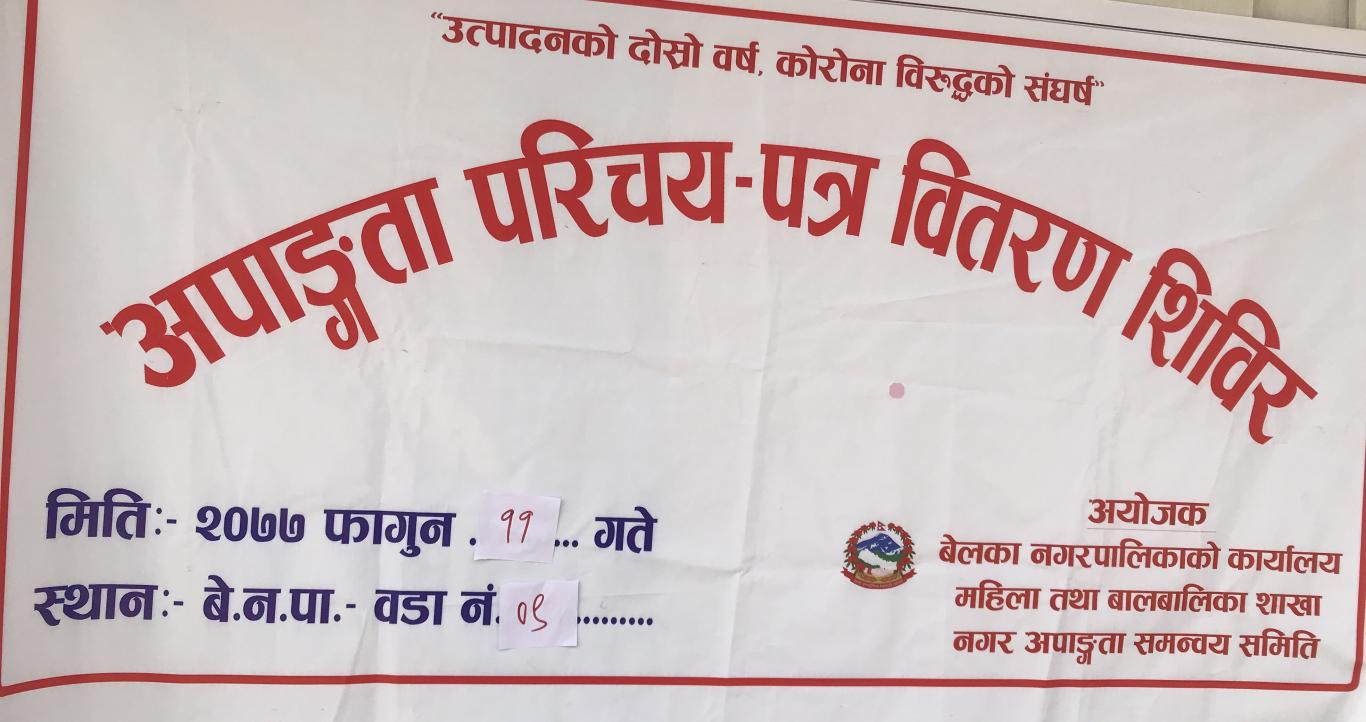 “उत्पादनको दोस्रो वर्ष, कोरोना विरुद्धको संघर्ष”
अपाङ्गता परिचय-पत्र वितरण शिविर
मितिः- २०७७ फागुन .११... गते
स्थानः- बे.न.पा.- वडा नं.०९.........
अयोजक
बेलका नगरपालिकाको कार्यालय
महिला तथा बालबालिका शाखा
नगर अपाङ्गता समन्वय समिति